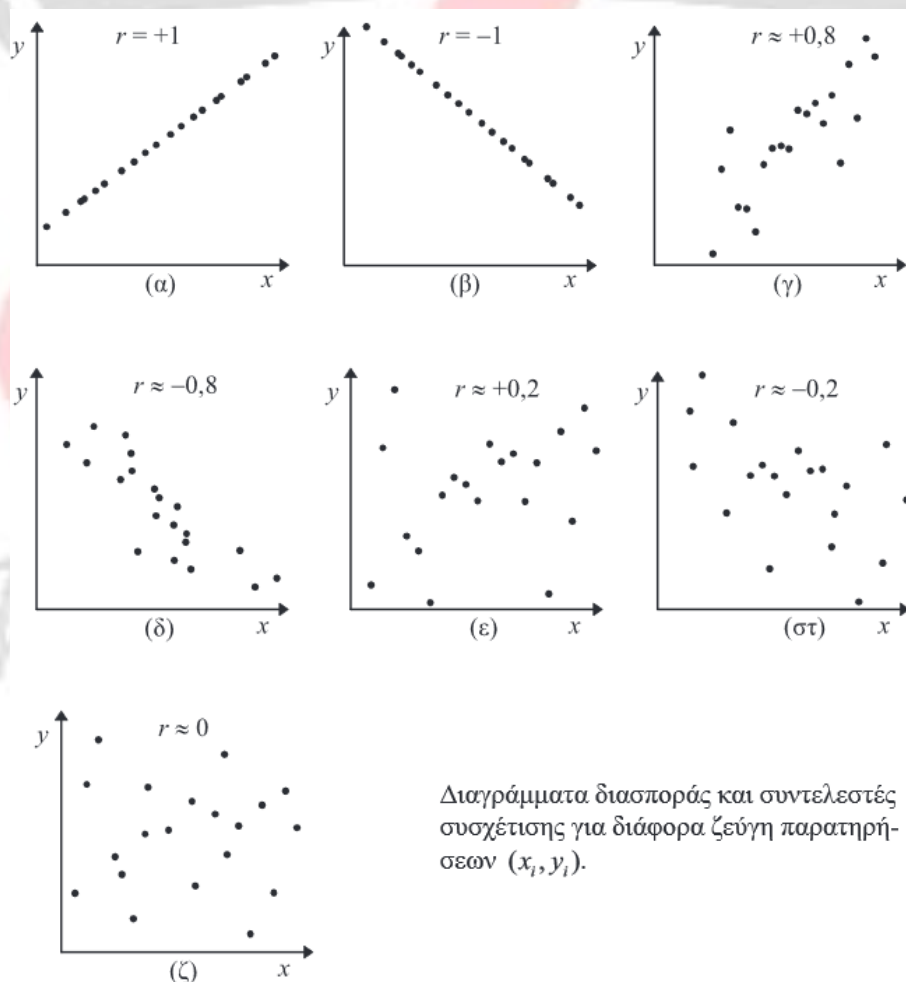 r = +1
y
x
(α)
r = –1
y
x
(β)
r ≈ +0,8
y
x
(γ)
r ≈ –0,8
y
x
(δ)
r ≈ +0,2
y
x
(ε)
r ≈ –0,2
y
x
(στ)
r ≈ 0
y
x
(ζ)
Διαγράμματα διασποράς και συντελεστές
συσχέτισης για διάφορα ζεύγη παρατηρή-
σεων (xᵢ, yᵢ).